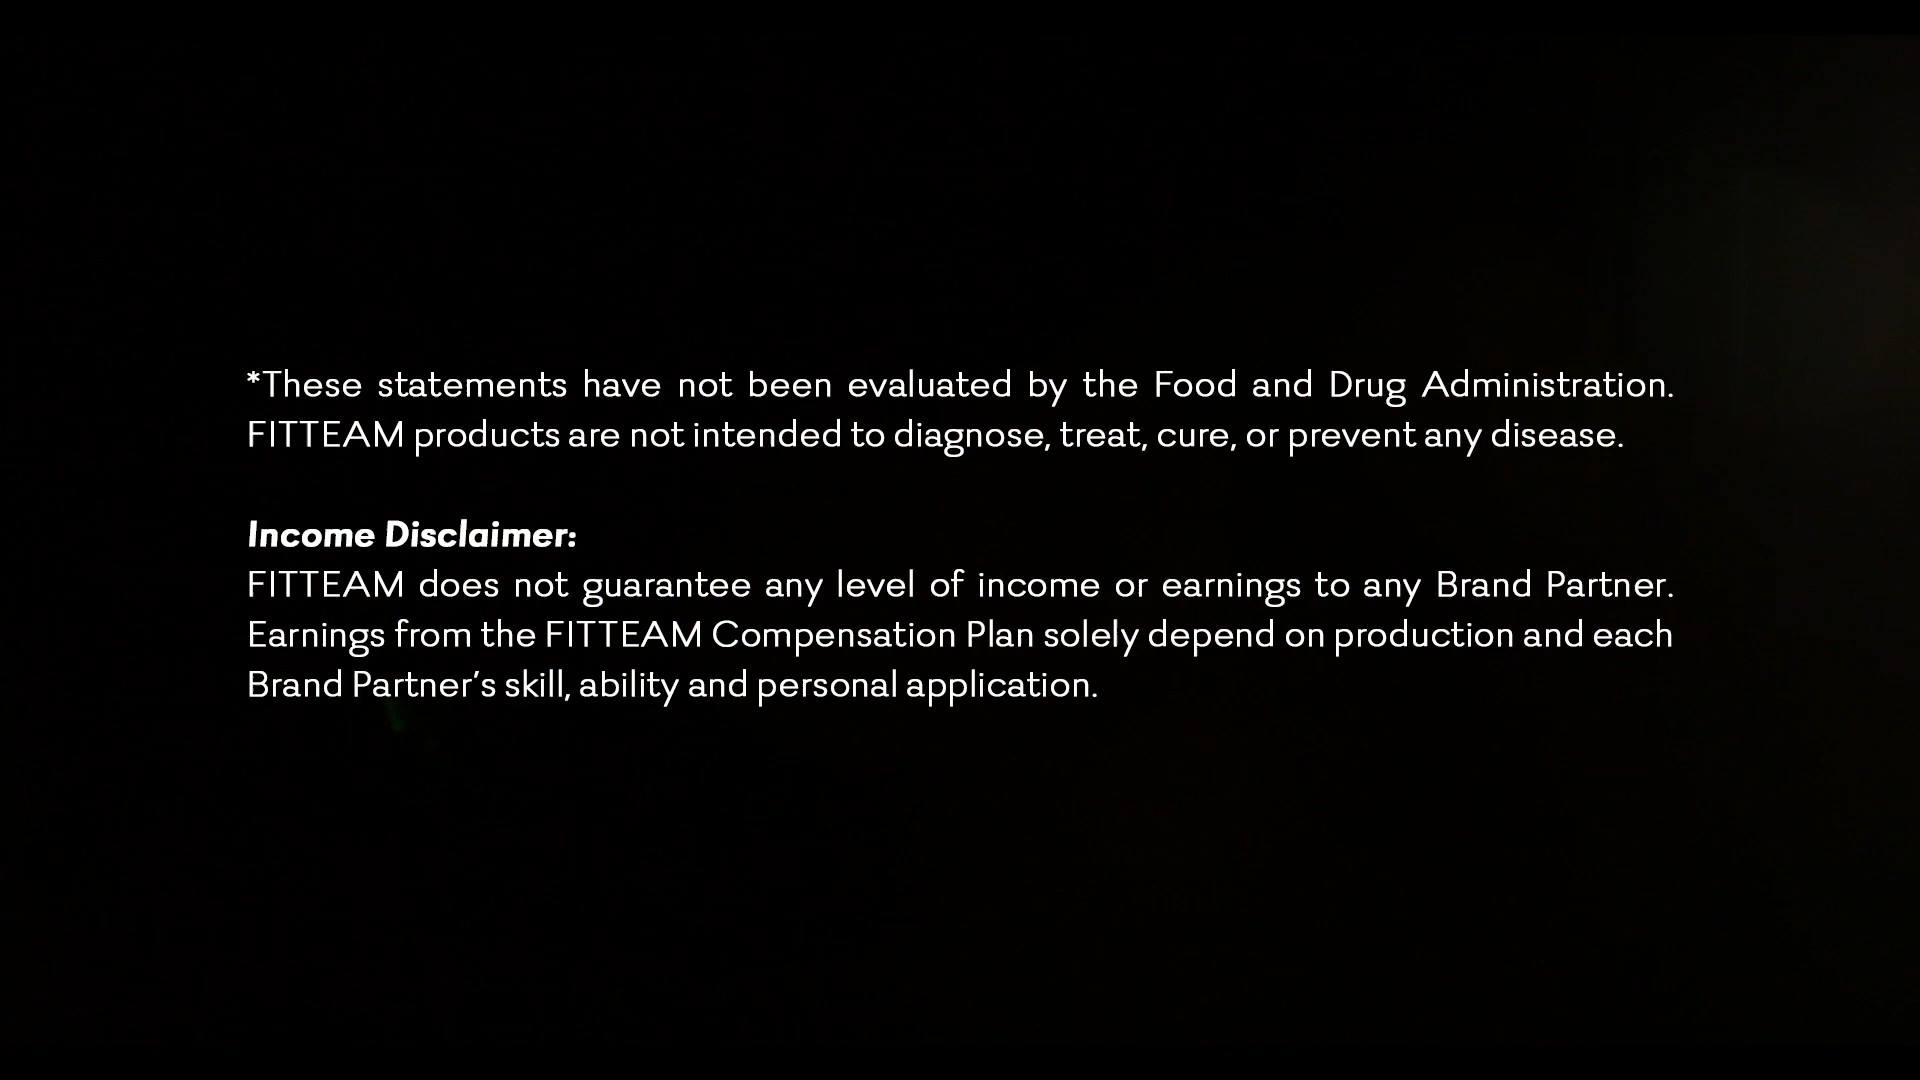 *These statements have not been evaluated by the Food and Drug Administration.
FITTEAM products are not intended to diagnose, treat, cure, or prevent any disease.
Income Disclaimer:
FITTEAM does not guarantee any level of income or earnings to any Brand Partner.
Earnings from the FITTEAM Compensation Plan solely depend on production and each
Brand Partner’s skill, ability and personal application.